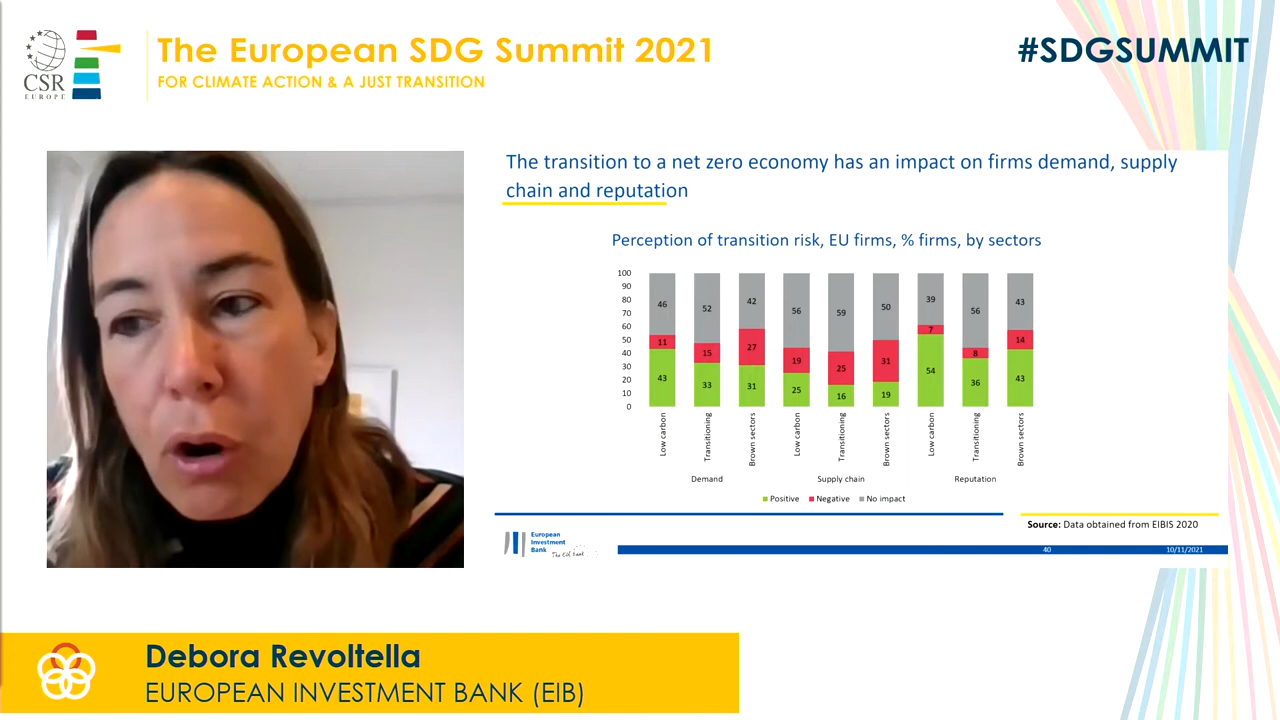 The European SDG Summit 2021
FOR CLIMATE ACTION & A JUST TRANSITION
CSR
EUROPE
#SDGSUMMIT
The transition to a net zero economy has an impact on firms demand, supply
chain and reputation
Perception of transition risk, EU firms, % firms, by sectors
100
90
80
70
60
50
40
30
20
10
0
46 52 42 56 59 50 39 56 43
11 15 27 19 25 31 7 8 14
43 33 31 25 16 19 54 36 43
Low carbon Transitioning Brown sectors Low carbon Transitioning Brown sectors Low carbon Transitioning Brown sectors
Demand Supply chain Reputation
Positive Negative No impact
Source: Data obtained from EIBIS 2020
European
Investment
Bank The EU bank
40 10/11/2021
Debora Revoltella
EUROPEAN INVESTMENT BANK (EIB)